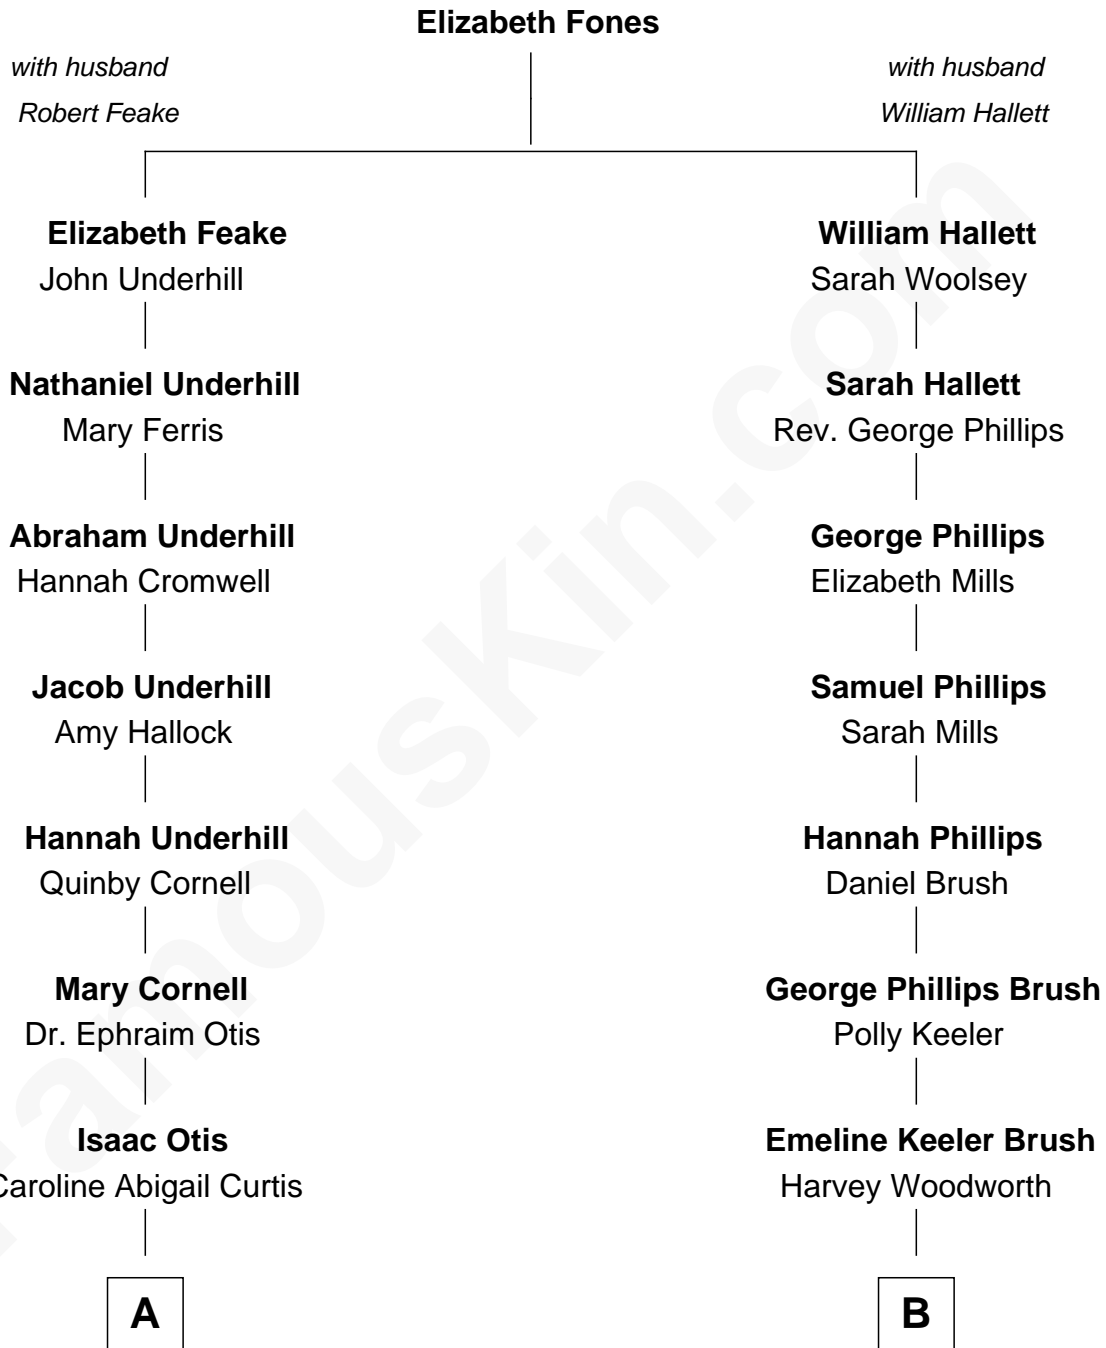 Elizabeth Fones
with husband
Robert Feake
with husband
William Hallett
Elizabeth Feake
John Underhill
William Hallett
Sarah Woolsey
Nathaniel Underhill
Mary Ferris
Sarah Hallett
Rev. George Phillips
Abraham Underhill
Hannah Cromwell
George Phillips
Elizabeth Mills
Jacob Underhill
Amy Hallock
Samuel Phillips
Sarah Mills
Hannah Underhill
Quinby Cornell
Hannah Phillips
Daniel Brush
Mary Cornell
Dr. Ephraim Otis
George Phillips Brush
Polly Keeler
Isaac Otis
Caroline Abigail Curtis
Emeline Keeler Brush
Harvey Woodworth
A
B
FamousKin.com